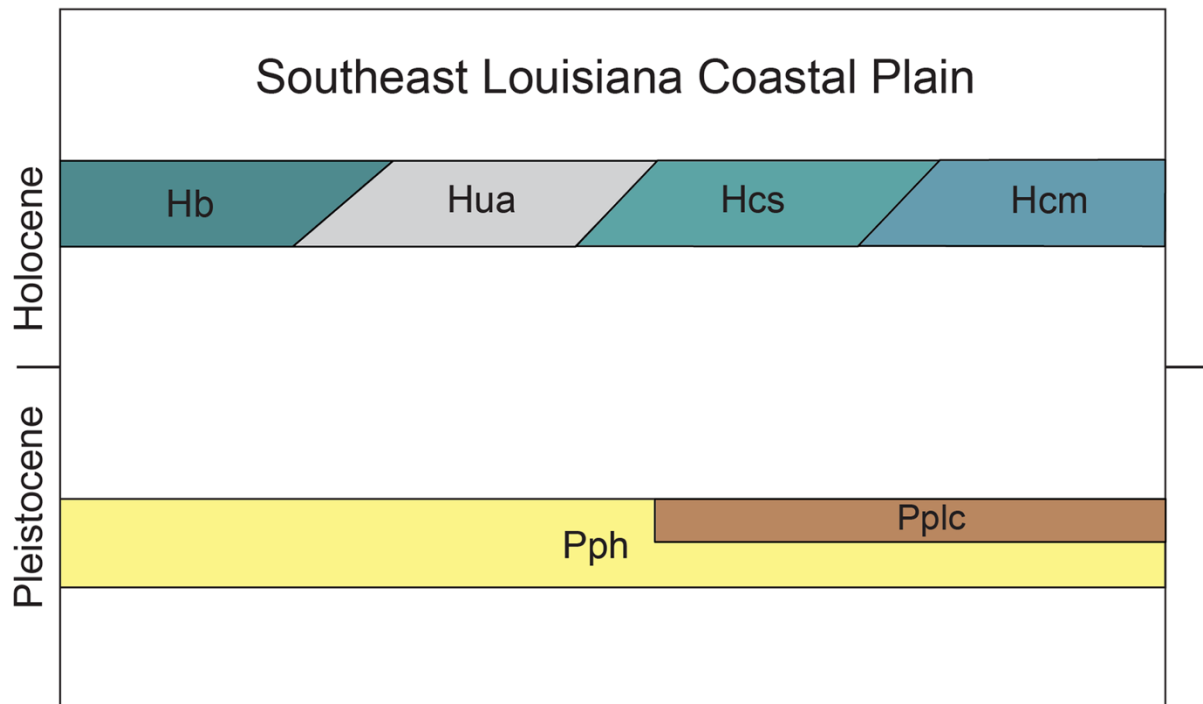 Southeast Louisiana Coastal Plain
Holocene
Hb
Hua
Hcs
Hcm
Pleistocene
Pph
Pplc